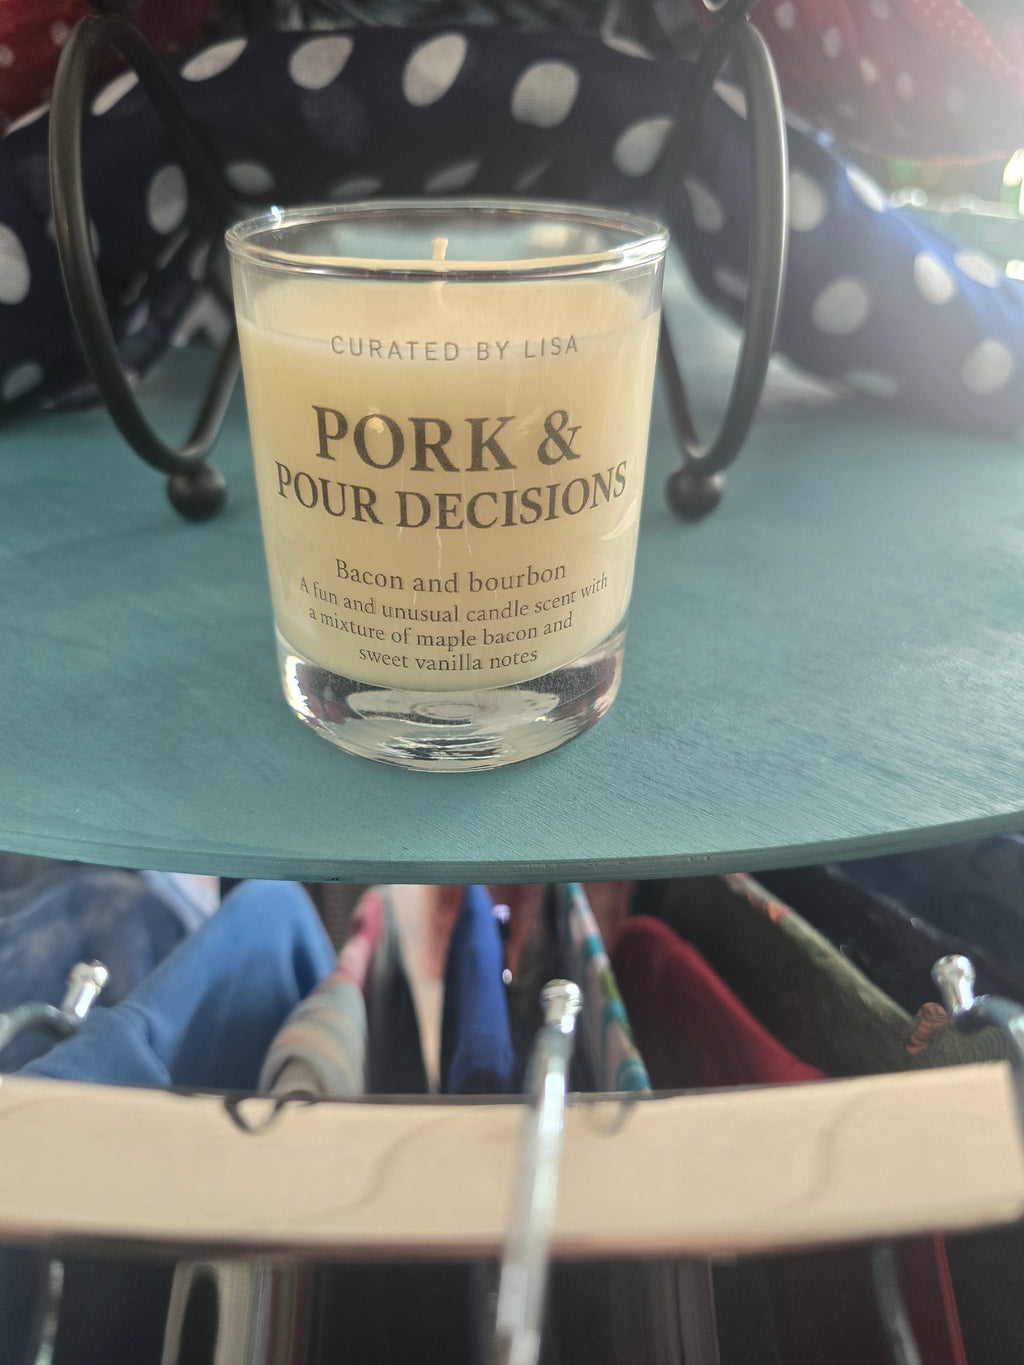 CURATED BY LISA
PORK &
POUR DECISIONS
Bacon and bourbon
A fun and unusual candle scent with
a mixture of maple bacon and
sweet vanilla notes